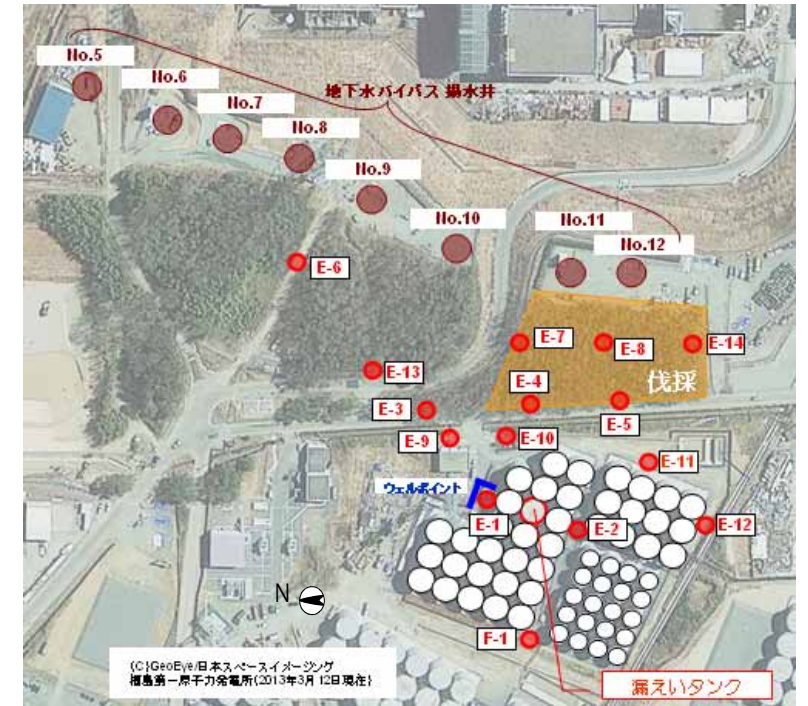 No.5
No.6
No.7
No.8
No.9
No.10
No.11
No.12
地下水バイパス 揚水井
E-6
E-7
E-8
E-14
E-13
E-4
伐採
E-3
E-5
E-9
E-10
E-11
ウェルポイント
E-1
E-2
E-12
N
F-1
(C)GeoEye/日本スペースイメージング
福島第一原子力発電所(2013年3月12日現在)
漏えいタンク